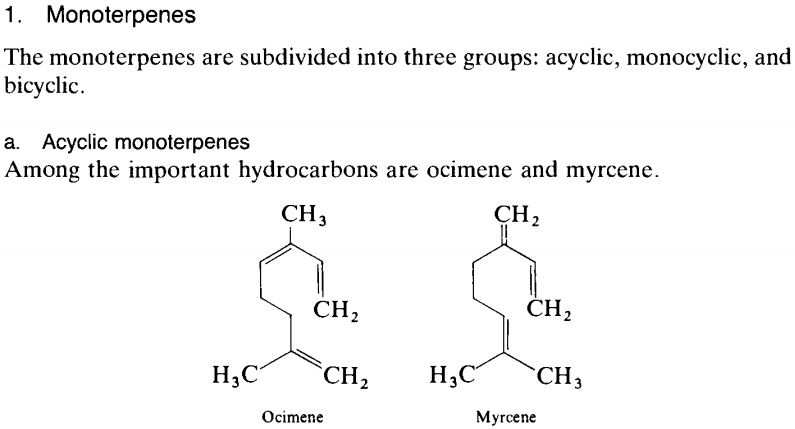 1. Monoterpenes
The monoterpenes are subdivided into three groups: acyclic, monocyclic, and
bicyclic.
a. Acyclic monoterpenes
Among the important hydrocarbons are ocimene and myrcene.
CH3 CH2
CH2 CH2
H3C CH2 H3C CH3
Ocimene Myrcene